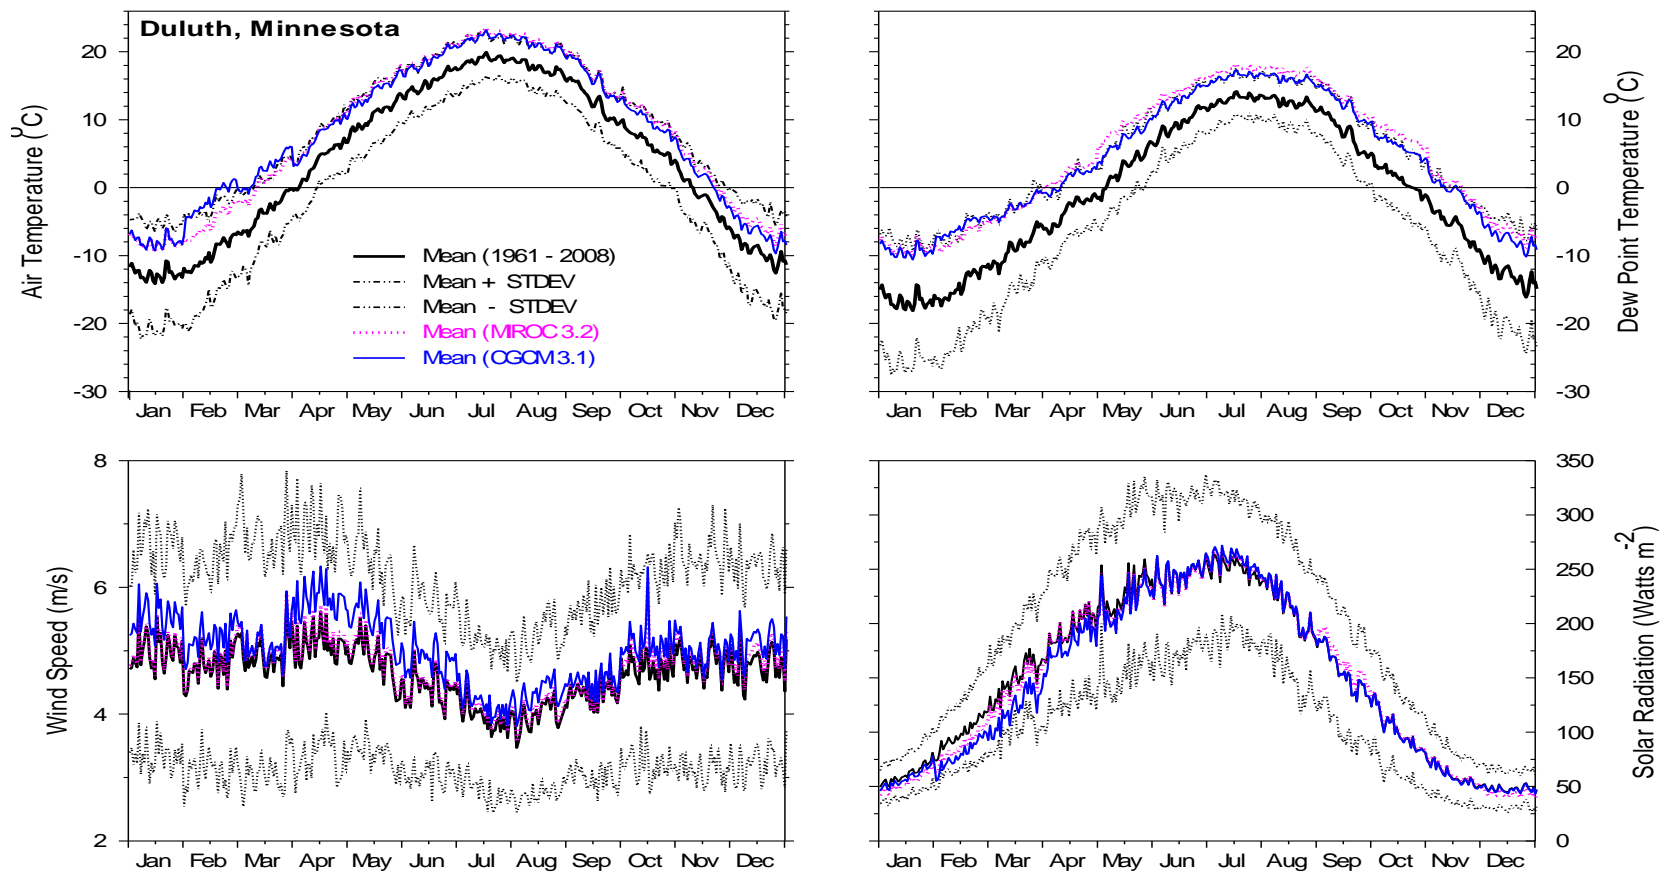 Duluth, Minnesota
Air Temperature (°C)
20
10
0
-10
-20
-30
Mean (1961 - 2008)
Mean + STDEV
Mean - STDEV
Mean (MIROC 3.2)
Mean (CGCM 3.1)
Jan Feb Mar Apr May Jun Jul Aug Sep Oct Nov Dec
20
10
0
-10
-20
-30
Dew Point Temperature (°C)
Jan Feb Mar Apr May Jun Jul Aug Sep Oct Nov Dec
Wind Speed (m/s)
8
6
4
2
Jan Feb Mar Apr May Jun Jul Aug Sep Oct Nov Dec
350
300
250
200
150
100
50
0
Solar Radiation (Watts m-2)
Jan Feb Mar Apr May Jun Jul Aug Sep Oct Nov Dec